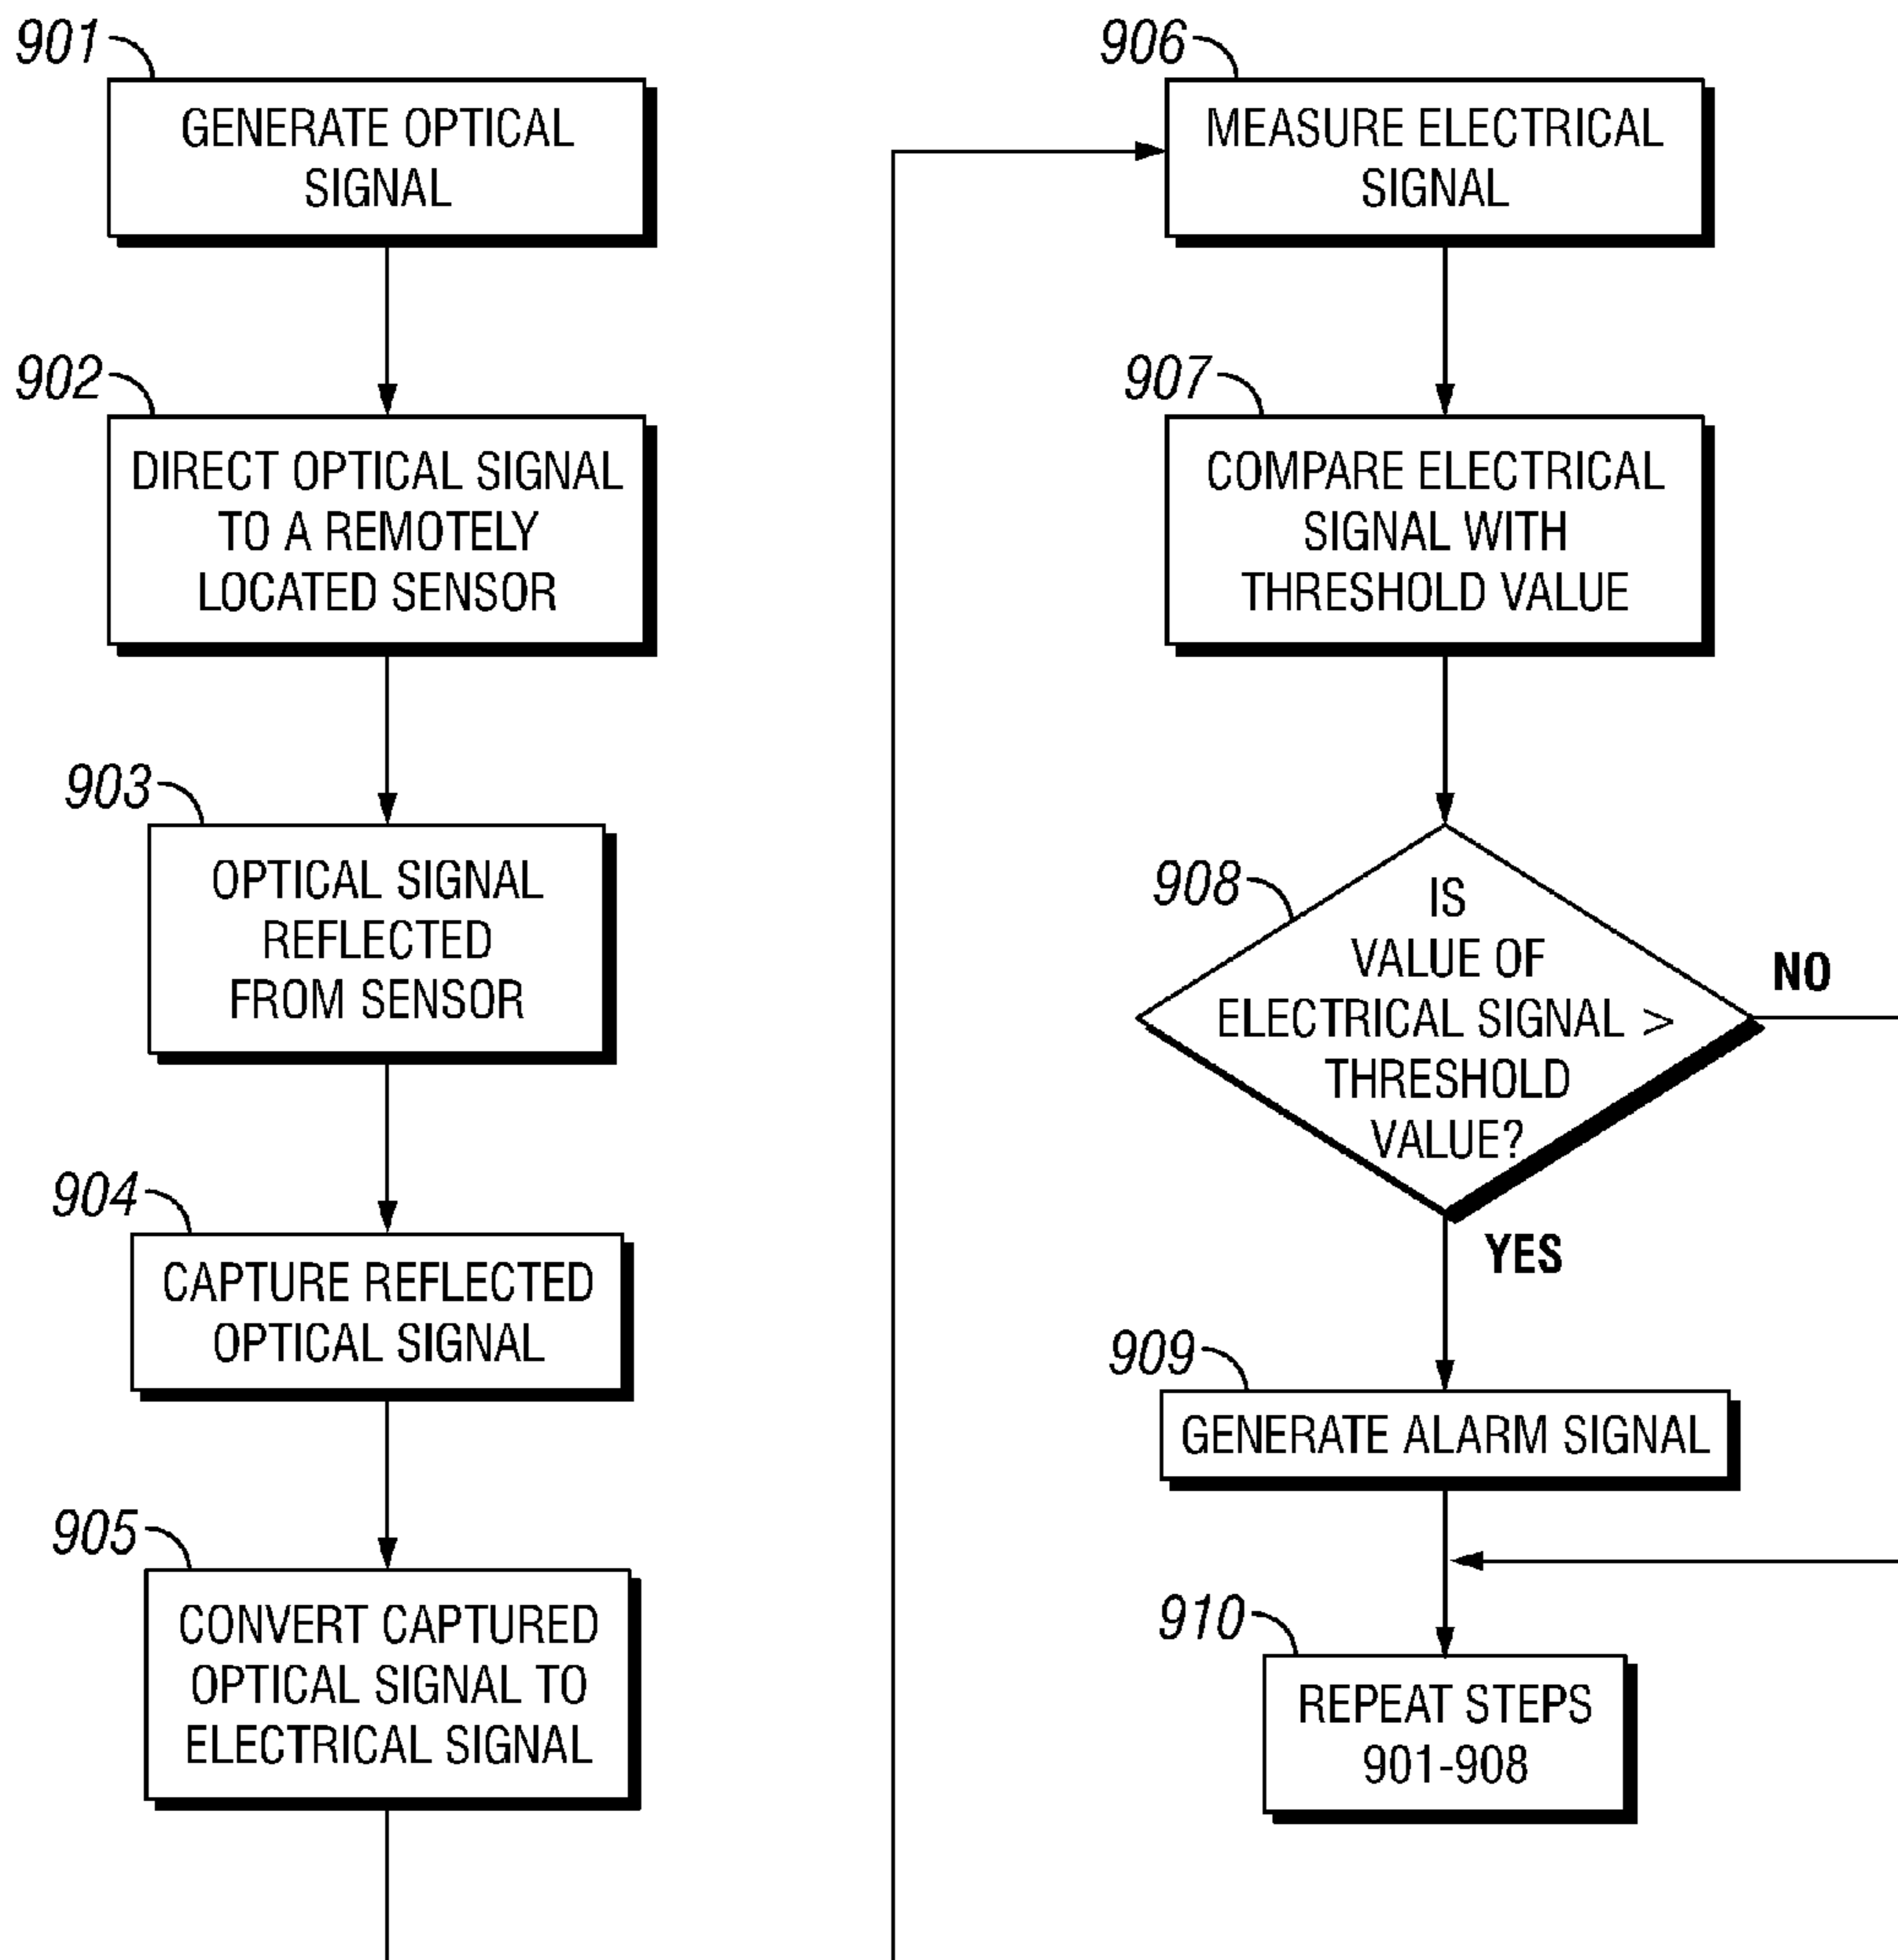 901
GENERATE OPTICAL
SIGNAL
902
DIRECT OPTICAL SIGNAL
TO A REMOTELY
LOCATED SENSOR
903
OPTICAL SIGNAL
REFLECTED
FROM SENSOR
904
CAPTURE REFLECTED
OPTICAL SIGNAL
905
CONVERT CAPTURED
OPTICAL SIGNAL TO
ELECTRICAL SIGNAL
906
MEASURE ELECTRICAL
SIGNAL
907
COMPARE ELECTRICAL
SIGNAL WITH
THRESHOLD VALUE
908
IS
VALUE OF
ELECTRICAL SIGNAL >
THRESHOLD
VALUE?
NO
YES
909
GENERATE ALARM SIGNAL
910
REPEAT STEPS
901-908